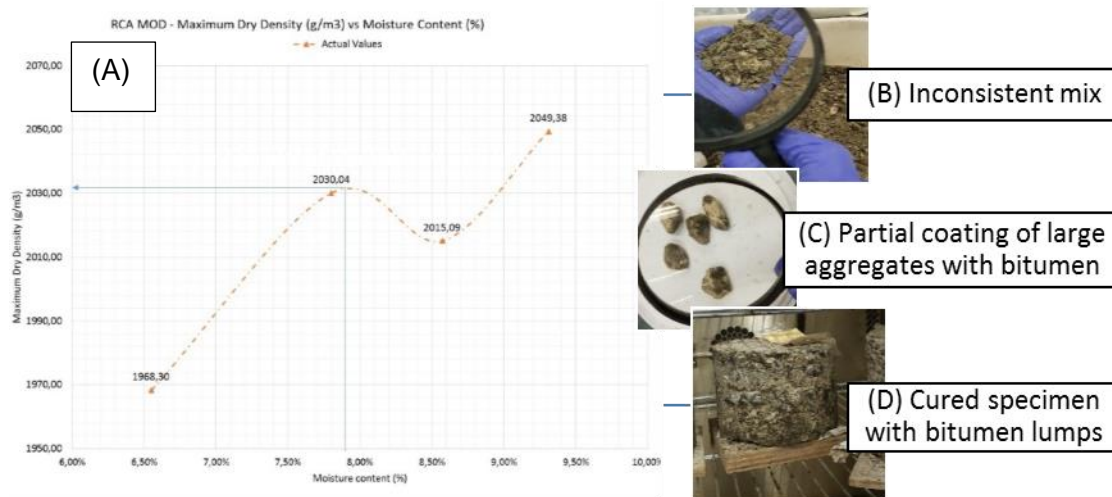 RCA MOD - Maximum Dry Density (g/m3) vs Moisture Content (%)
Actual Values
(A)
Maximum Dry Density (g/m3)
2070,00
2050,00
2030,00
2010,00
1990,00
1970,00
1950,00
1968,30
2030,04
2015,09
2049,38
6,00%
6,50%
7,00%
7,50%
8,00%
8,50%
9,00%
9,50%
10,00%
Moisture content (%)
(B) Inconsistent mix
(C) Partial coating of large
aggregates with bitumen
(D) Cured specimen
with bitumen lumps